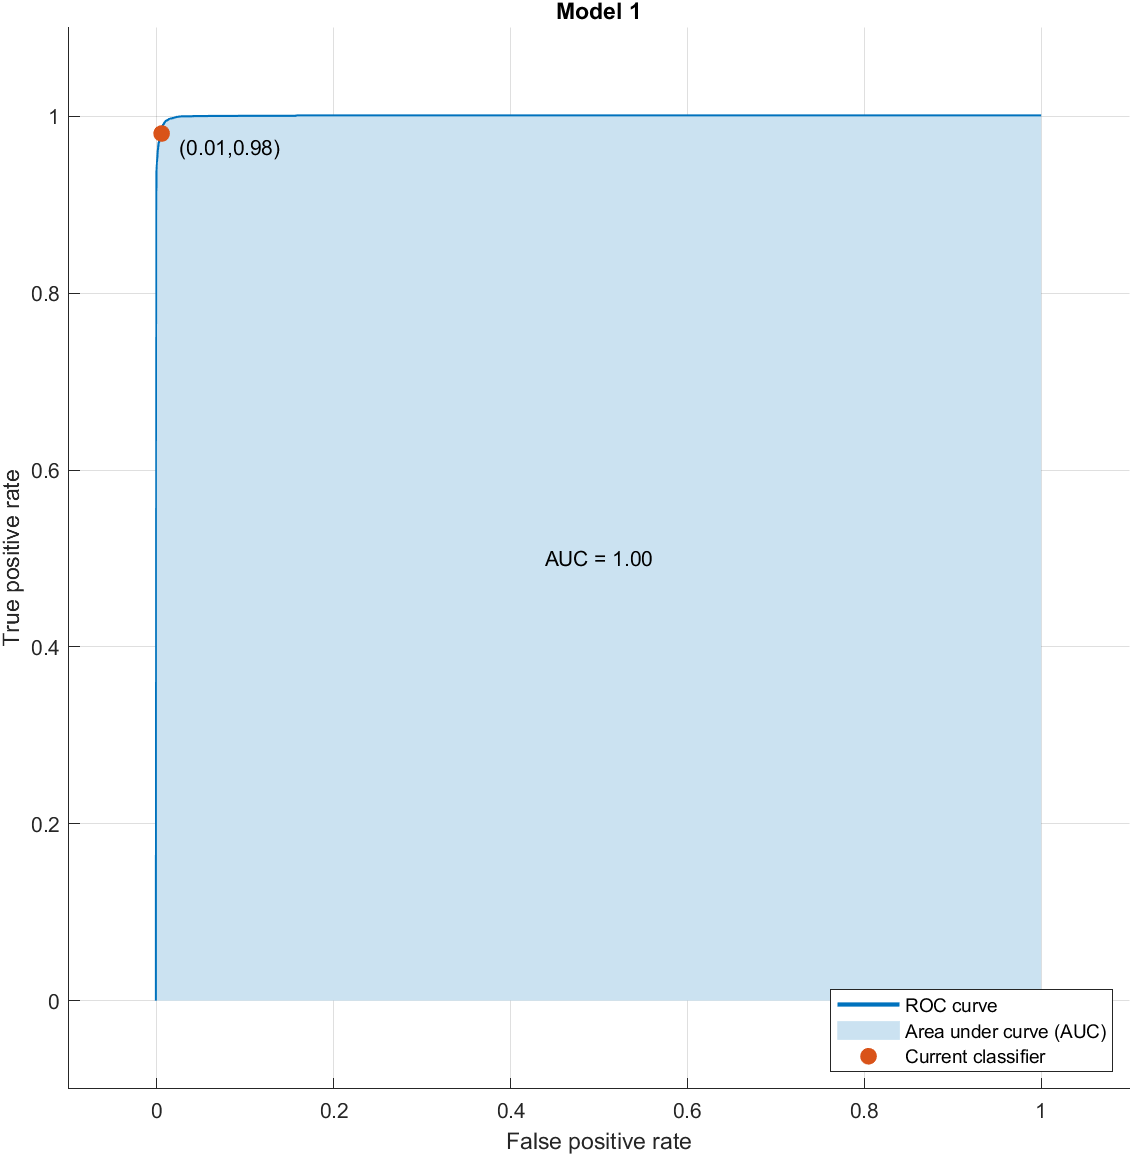 Model 1
1
(0.01,0.98)
0.8
0.6
AUC = 1.00
True positive rate
0.4
0.2
0
ROC curve
Area under curve (AUC)
Current classifier
0 0.2 0.4 0.6 0.8 1
False positive rate